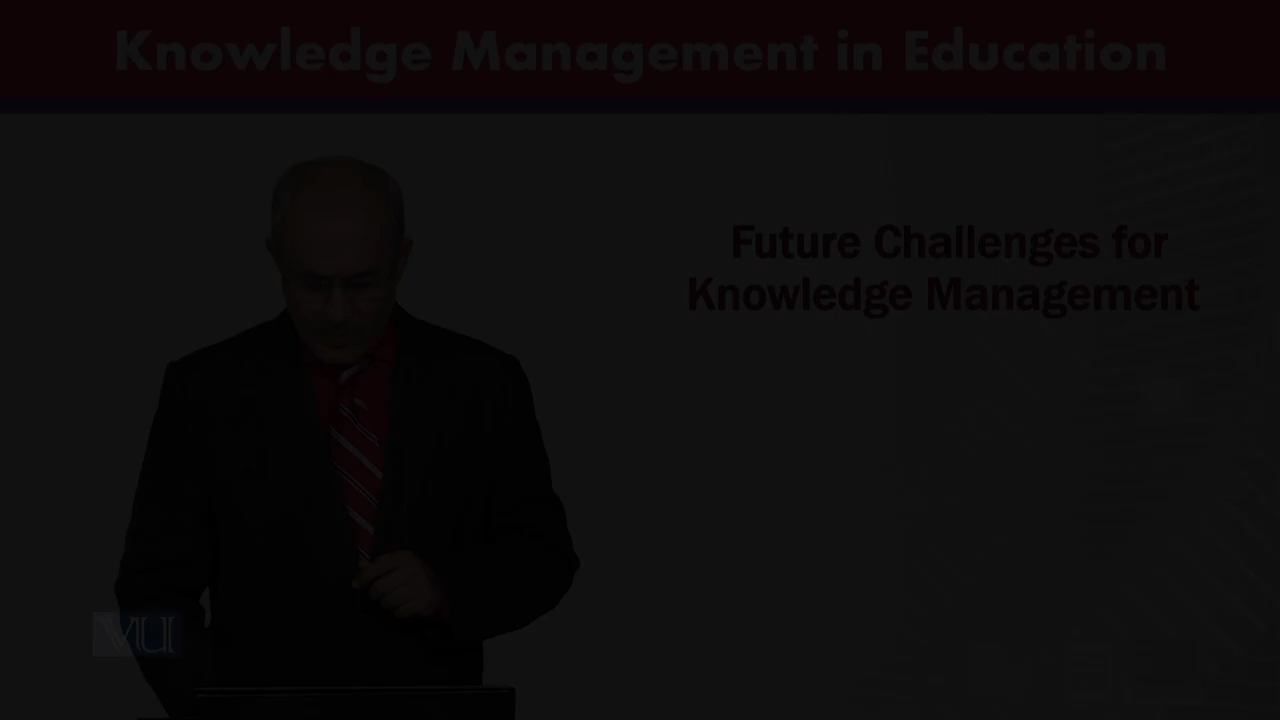 Knowledge Management in Education
Future Challenges for
Knowledge Management
VU